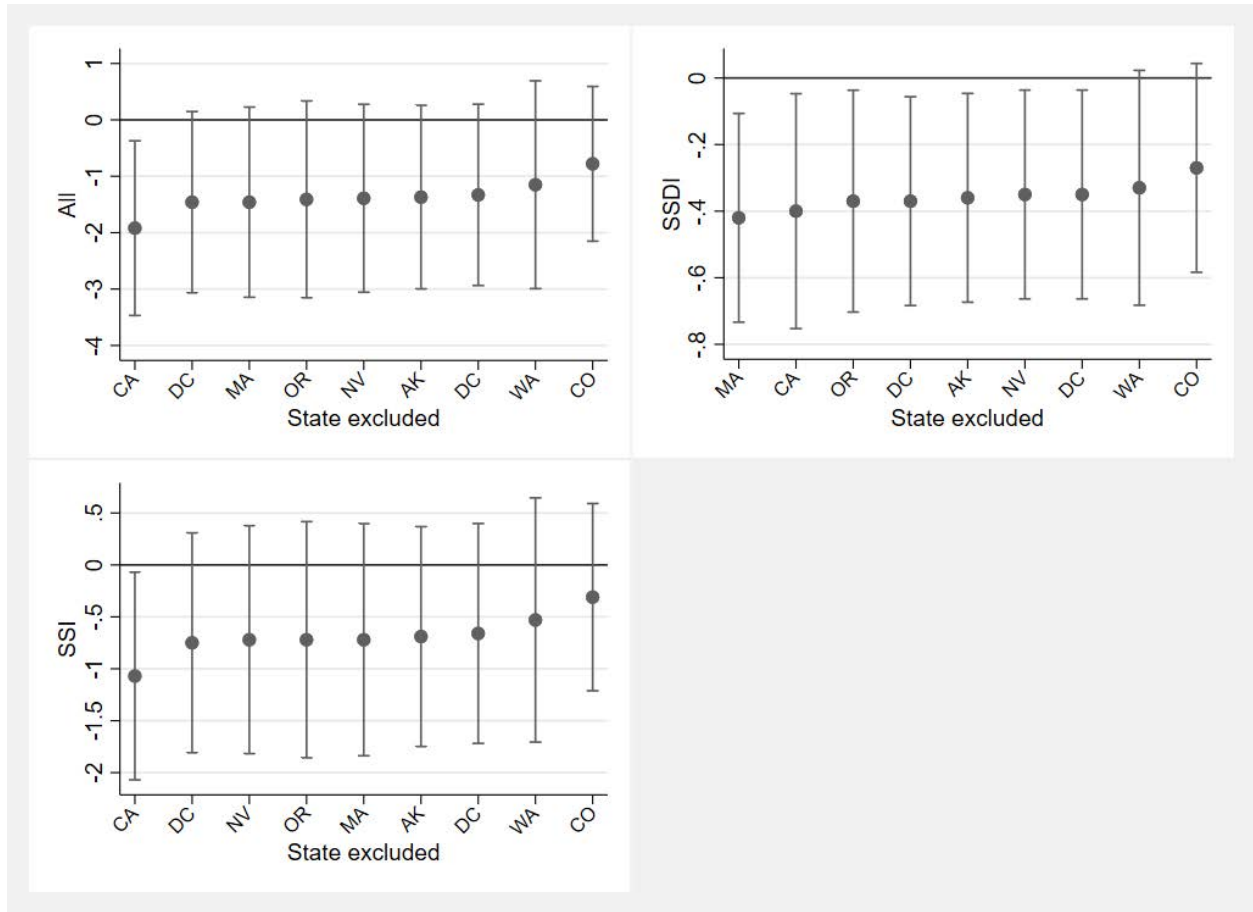 All
1
0
-1
-2
-3
-4
CA DC MA OR NV AK DC WA CO
State excluded
SSDI
0
-.2
-.4
-.6
-.8
MA CA OR DC AK NV DC WA CO
State excluded
SSI
.5
0
-.5
-1
-1.5
-2
CA DC NV OR MA AK DC WA CO
State excluded